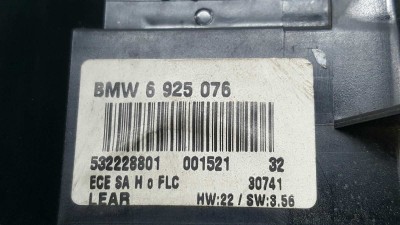 BMW 6 925 076
532228801 001521 32
ECE SA H o FLC 30741
LEAR HW:22 / SW:3.56